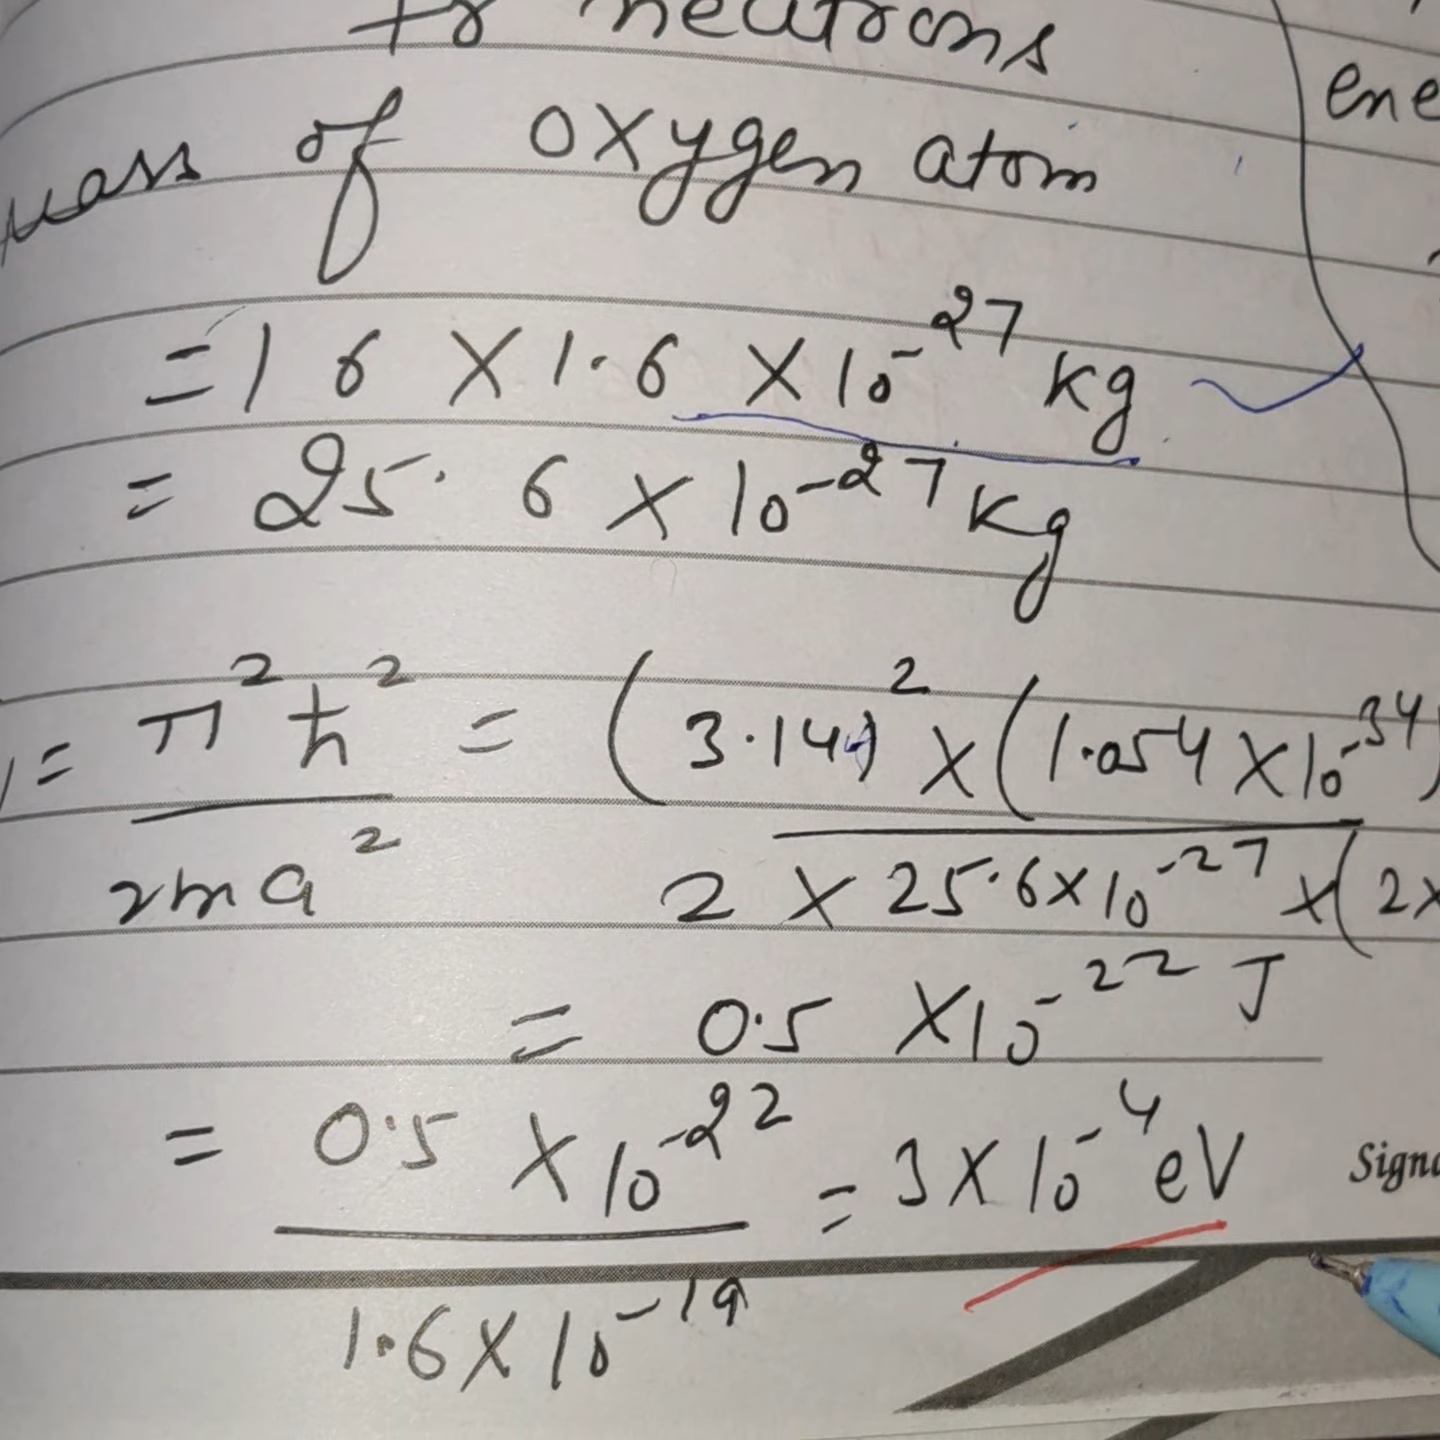 +8 neutrons
ene
mass of oxygen atom
= 16 X 1.6 X 10⁻²⁷ kg
= 25.6 X 10⁻²⁷ kg
= π²ħ² / 2ma² = (3.14)² X (1.054 X 10⁻³⁴) / 2 X 25.6 X 10⁻²⁷ X (2X
= 0.5 X 10⁻²² J
= 0.5 X 10⁻²² / 1.6 X 10⁻¹⁹ = 3 X 10⁻⁴ eV
Signa